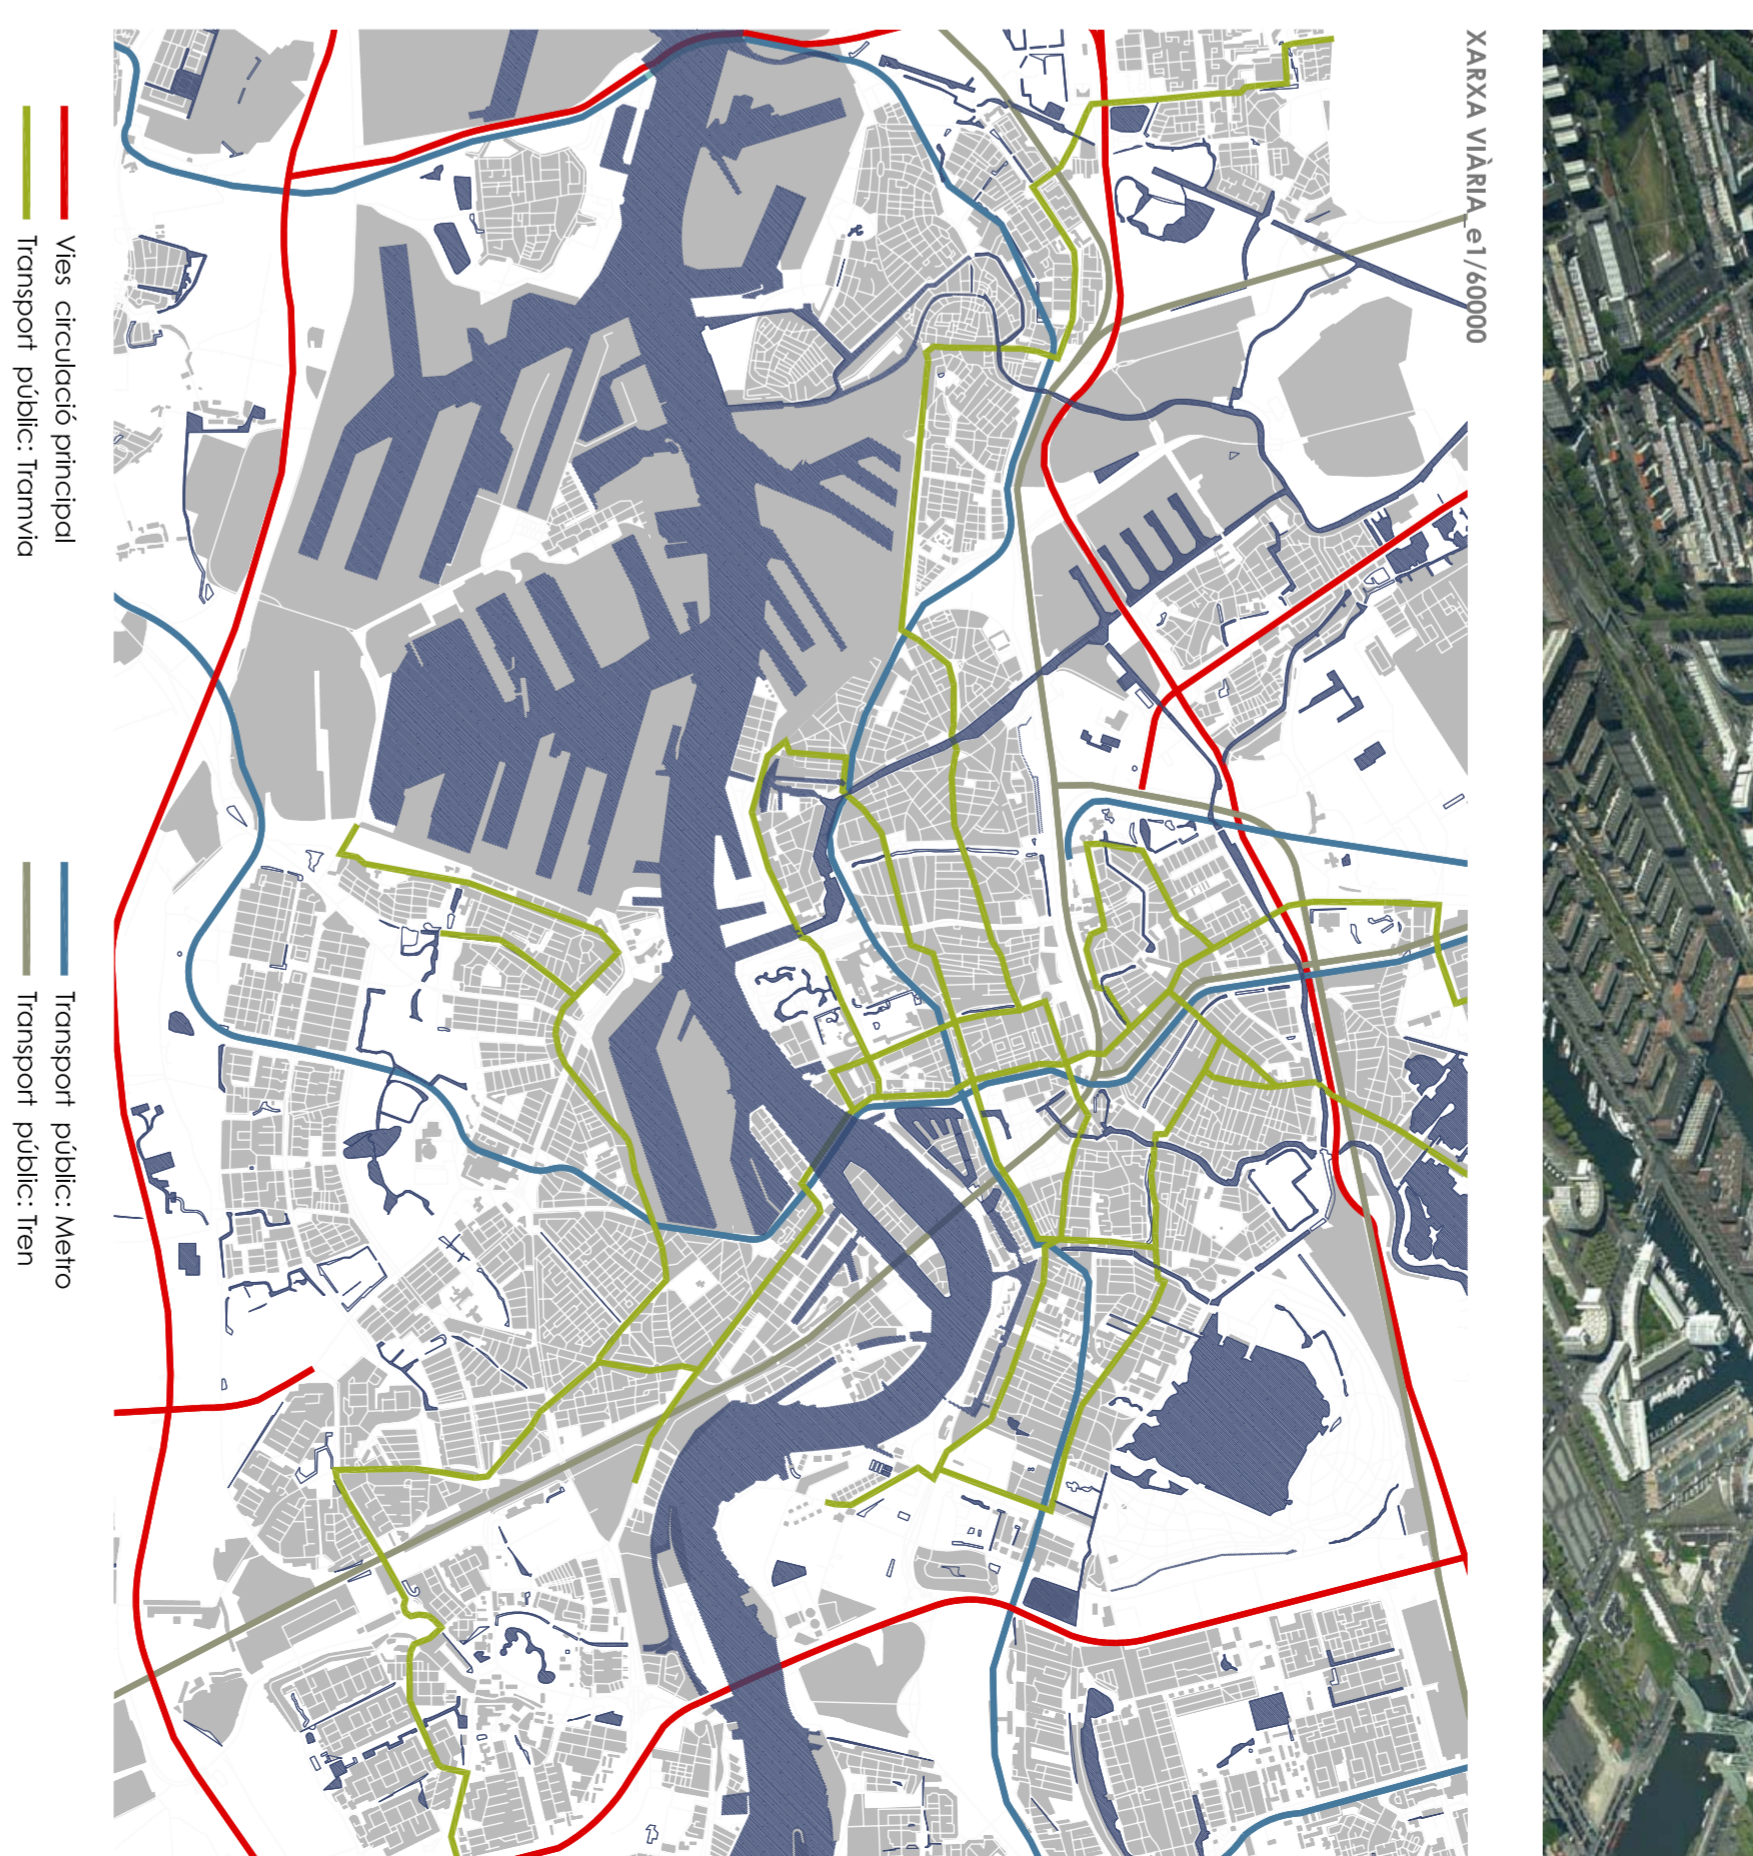 XARXA VIÀRIA_e1/6000
Vies circulació principal
Transport públic: Tramvia
Transport públic: Metro
Transport públic: Tren